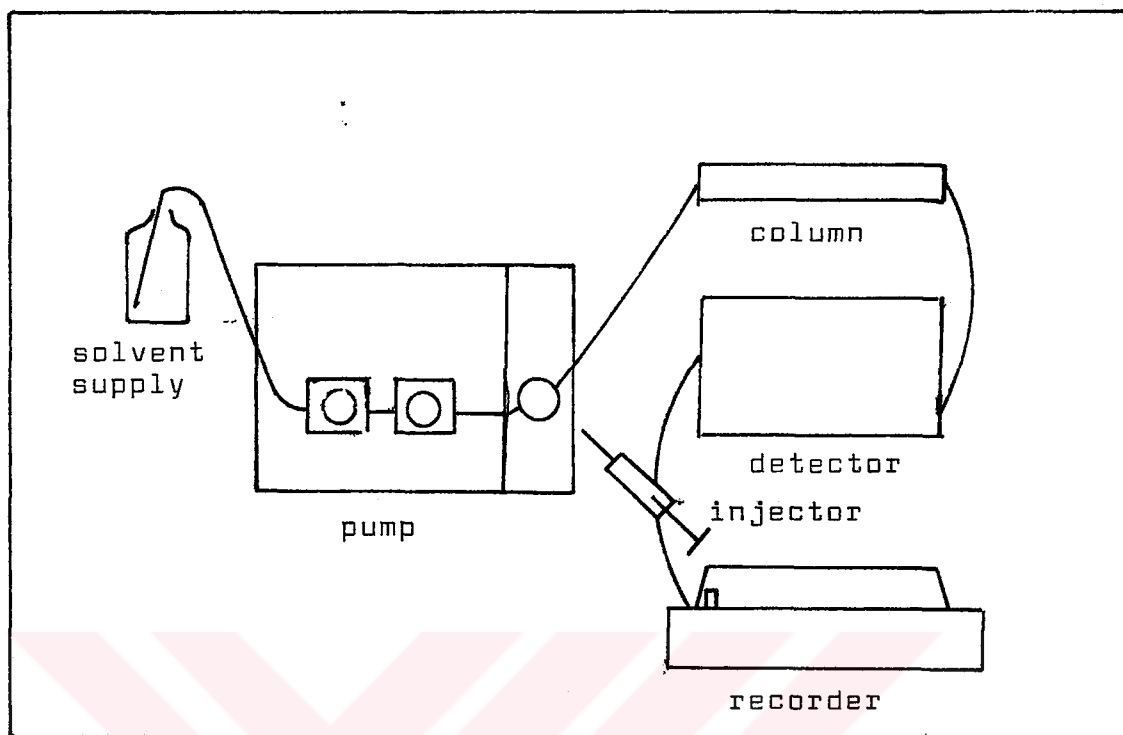 column
solvent
supply
detector
injector
pump
recorder